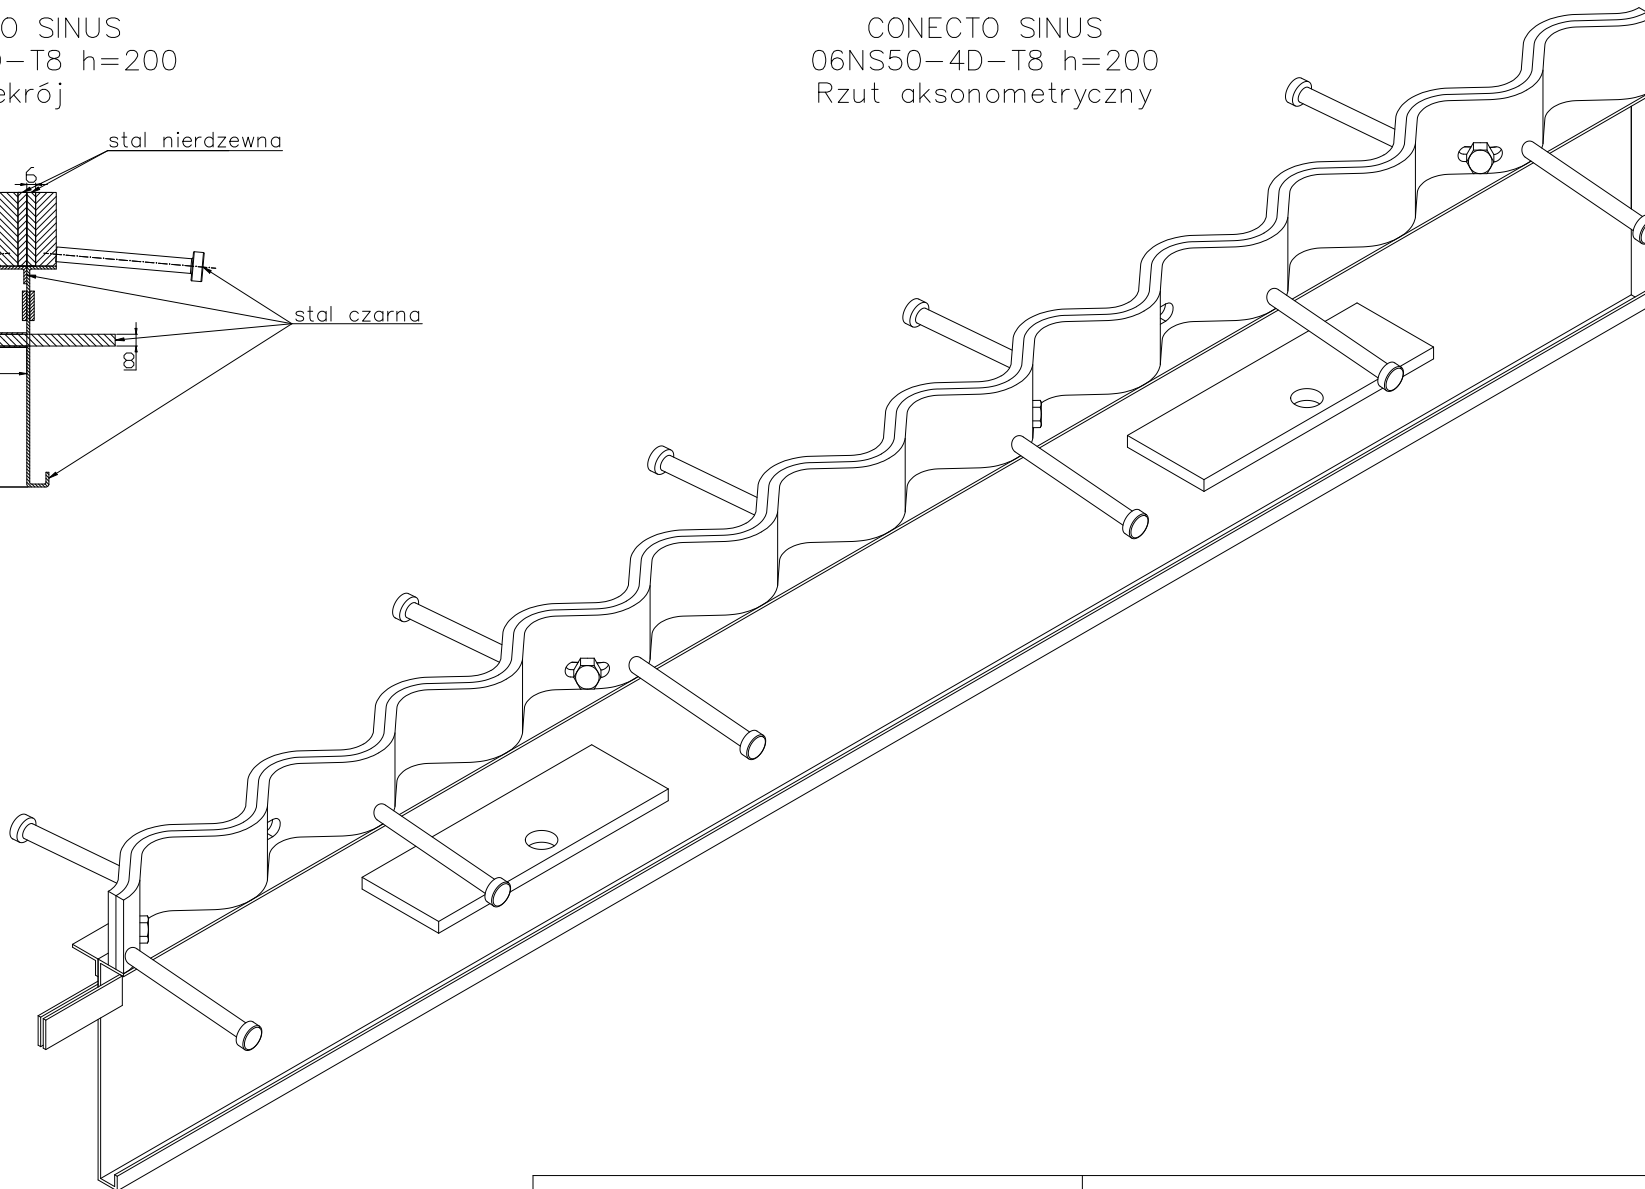 O SINUS
-T8 h=200
ekrój
stal nierdzewna
6
stal czarna
8
CONECTO SINUS
06NS50-4D-T8 h=200
Rzut aksonometryczny